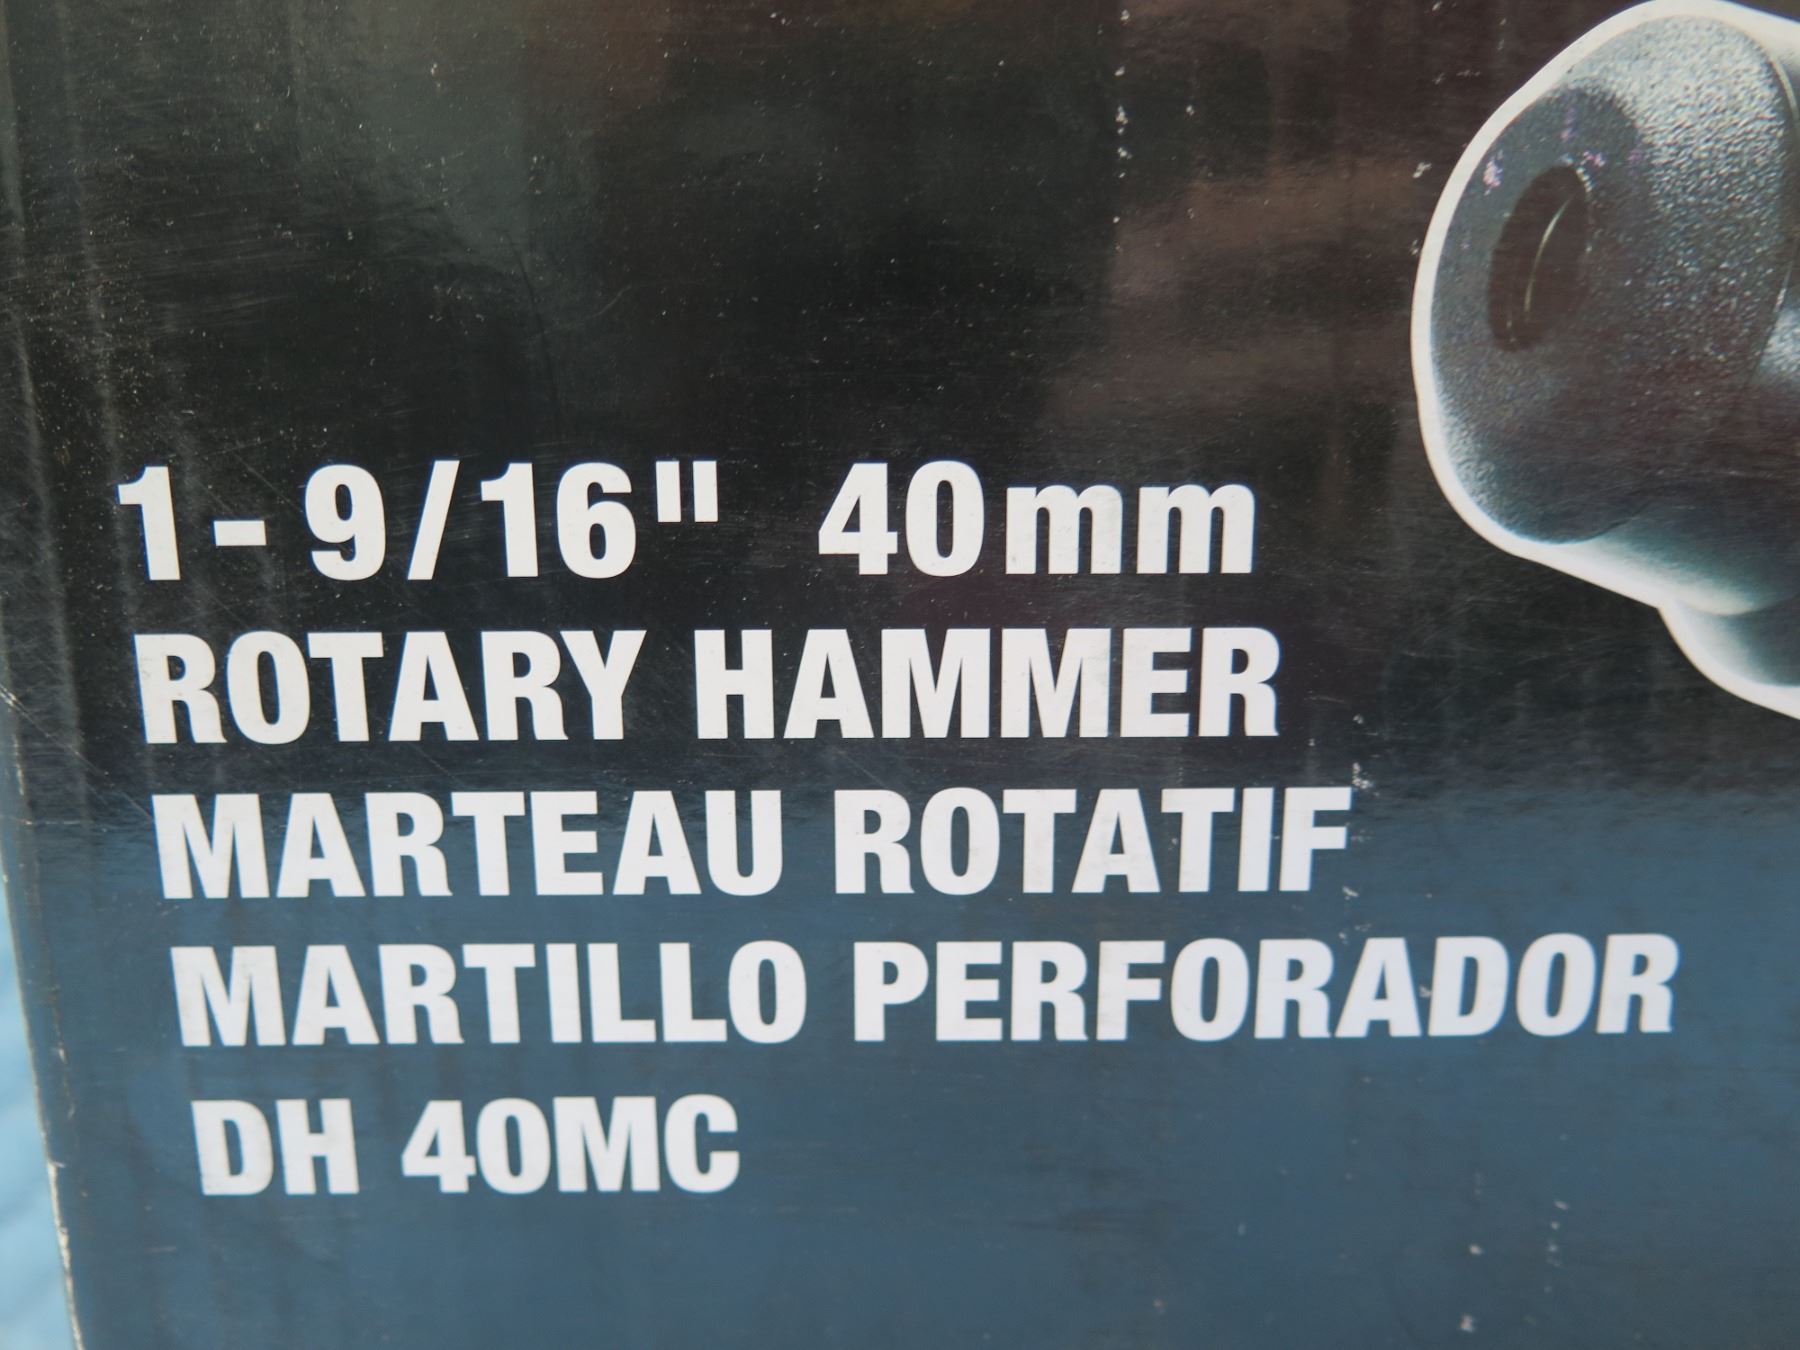 1-9/16" 40mm
ROTARY HAMMER
MARTEAU ROTATIF
MARTILLO PERFORADOR
DH 40MC